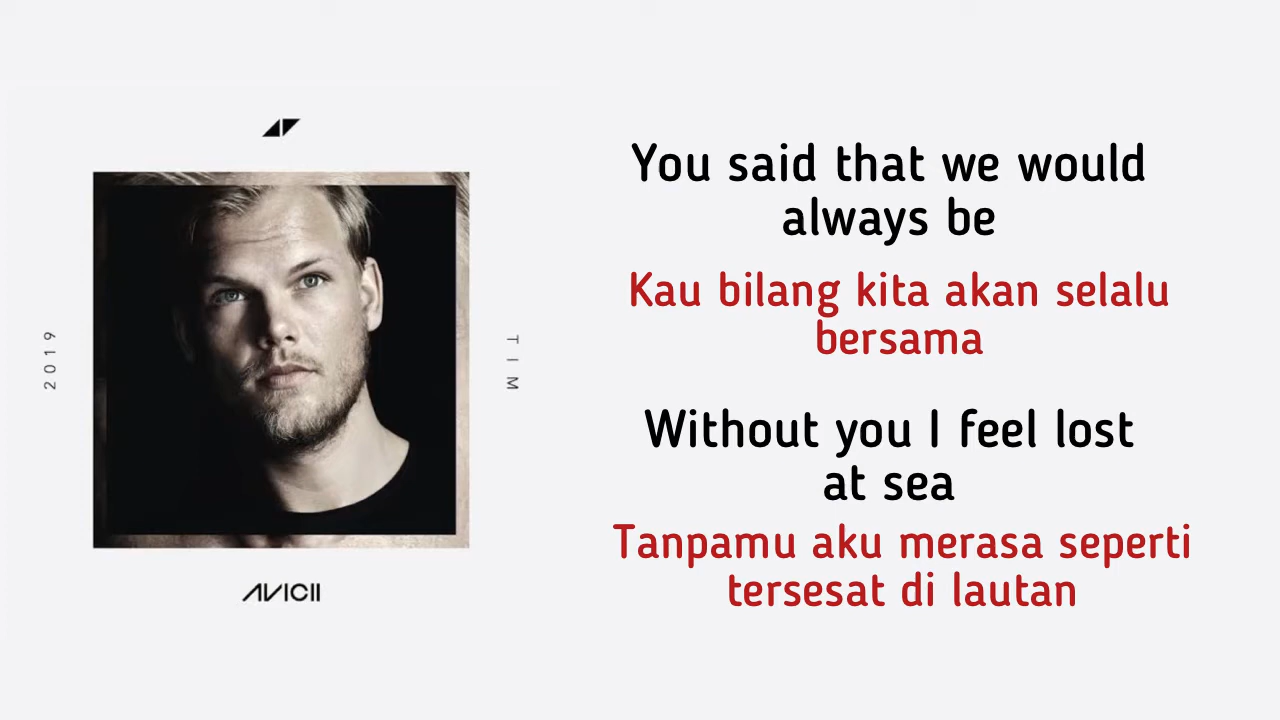 2019
TIM
AVICII
You said that we would
always be
Kau bilang kita akan selalu
bersama
Without you I feel lost
at sea
Tanpamu aku merasa seperti
tersesat di lautan